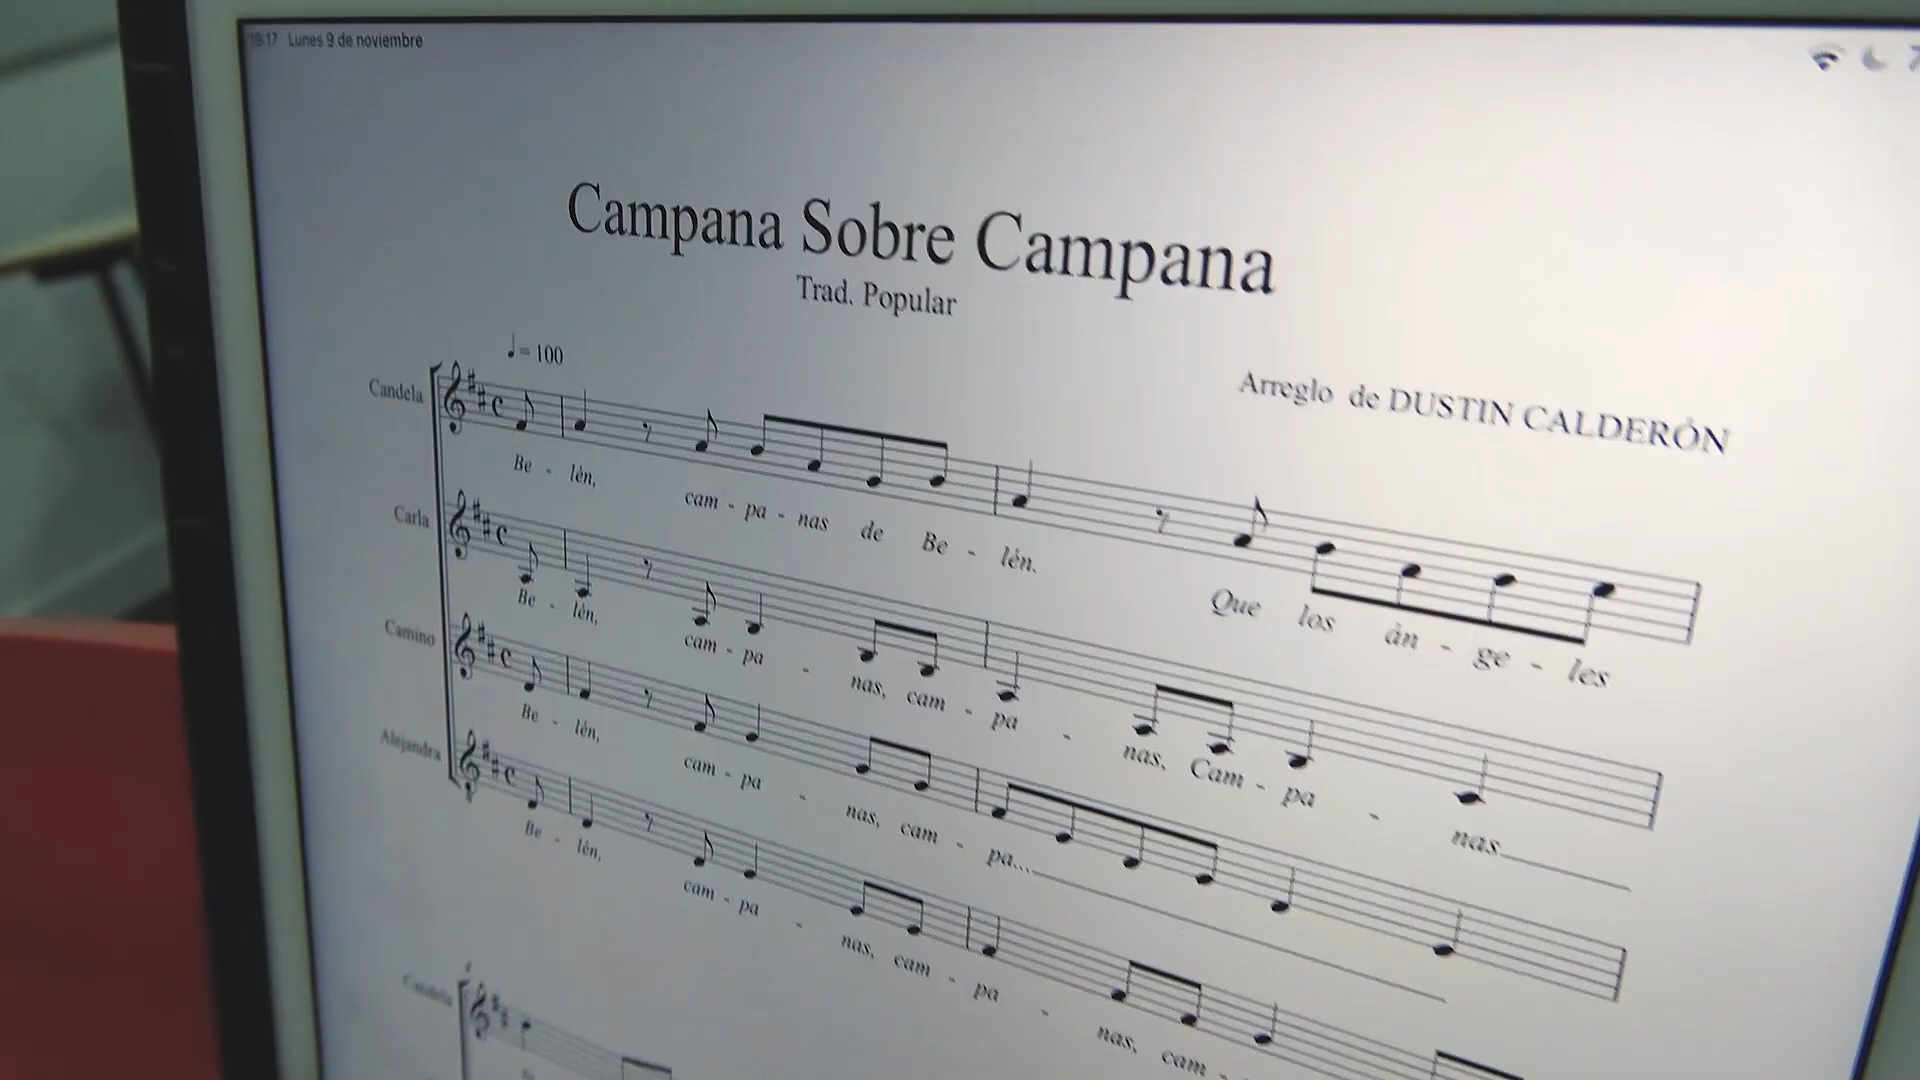 19:17 Lunes 9 de noviembre
Campana Sobre Campana
Trad. Popular
♩ = 100
Arreglo de DUSTIN CALDERÓN
Candela
Be - lén, cam - pa - nas de Be - lén. Que los án - ge - les
Carla
Be - lén, cam - pa - nas, cam - pa - nas, Cam - pa - nas
Camino
Be - lén, cam - pa - nas, cam - pa...
Alejandra
Be - lén, cam - pa - nas, cam - pa - nas, cam -
Candela